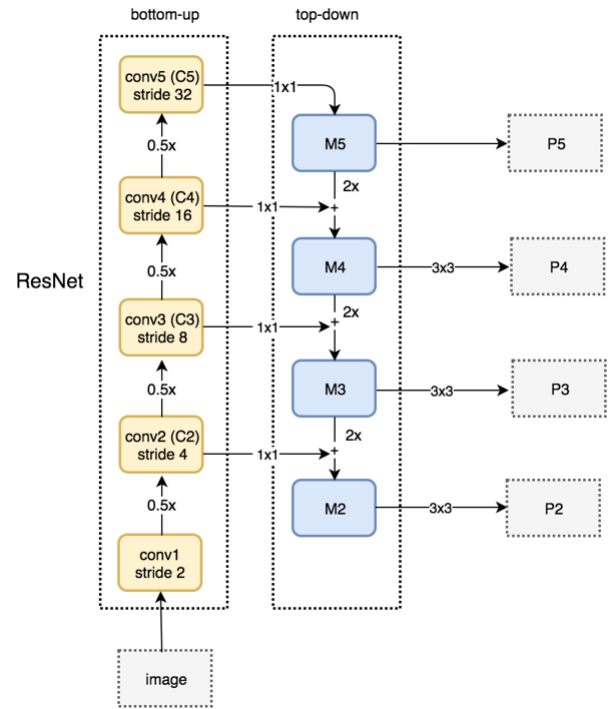 bottom-up
top-down
conv5 (C5)
stride 32
1x1
M5
P5
0.5x
2x
conv4 (C4)
stride 16
1x1
+
M4
3x3
P4
ResNet
0.5x
2x
conv3 (C3)
stride 8
1x1
+
M3
3x3
P3
0.5x
2x
conv2 (C2)
stride 4
1x1
+
M2
3x3
P2
0.5x
conv1
stride 2
image